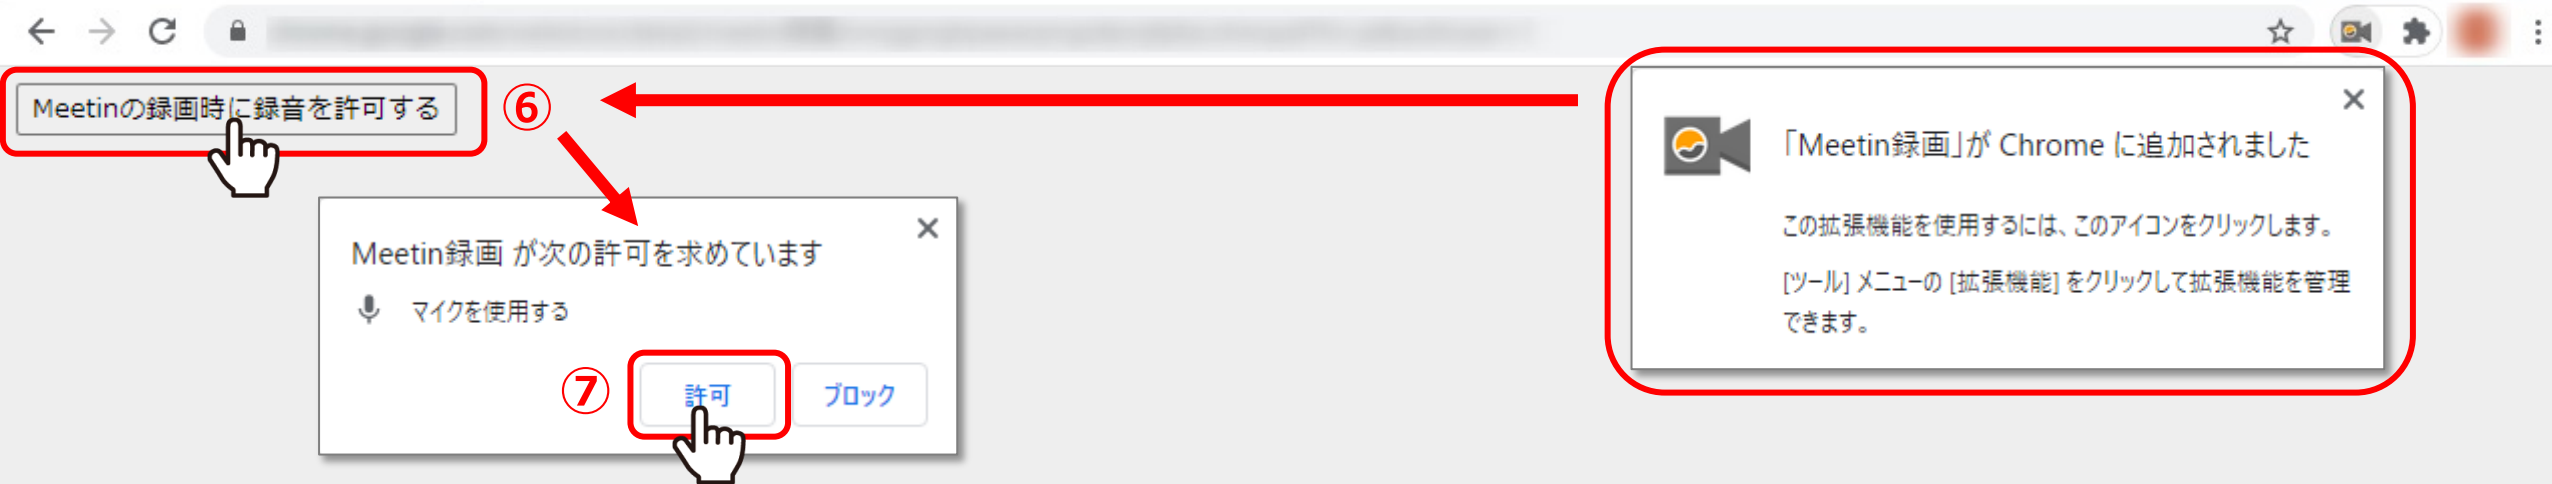 Meetinの録画時に録音を許可する
⑥
「Meetin録画」が Chrome に追加されました
この拡張機能を使用するには、このアイコンをクリックします。
[ツール] メニューの [拡張機能] をクリックして拡張機能を管理
できます。
Meetin録画 が次の許可を求めています
マイクを使用する
⑦
許可
ブロック